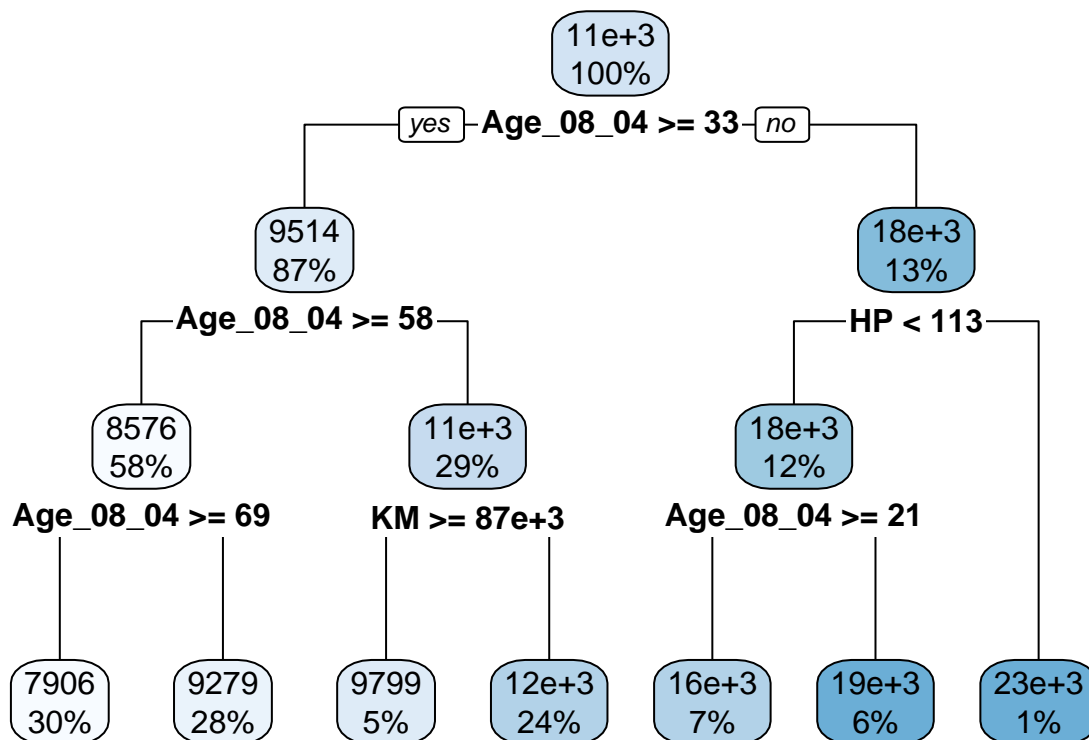 11e+3
100%
yes Age_08_04 >= 33 no
9514
87%
18e+3
13%
Age_08_04 >= 58
HP < 113
8576
58%
11e+3
29%
18e+3
12%
Age_08_04 >= 69
KM >= 87e+3
Age_08_04 >= 21
7906
30%
9279
28%
9799
5%
12e+3
24%
16e+3
7%
19e+3
6%
23e+3
1%